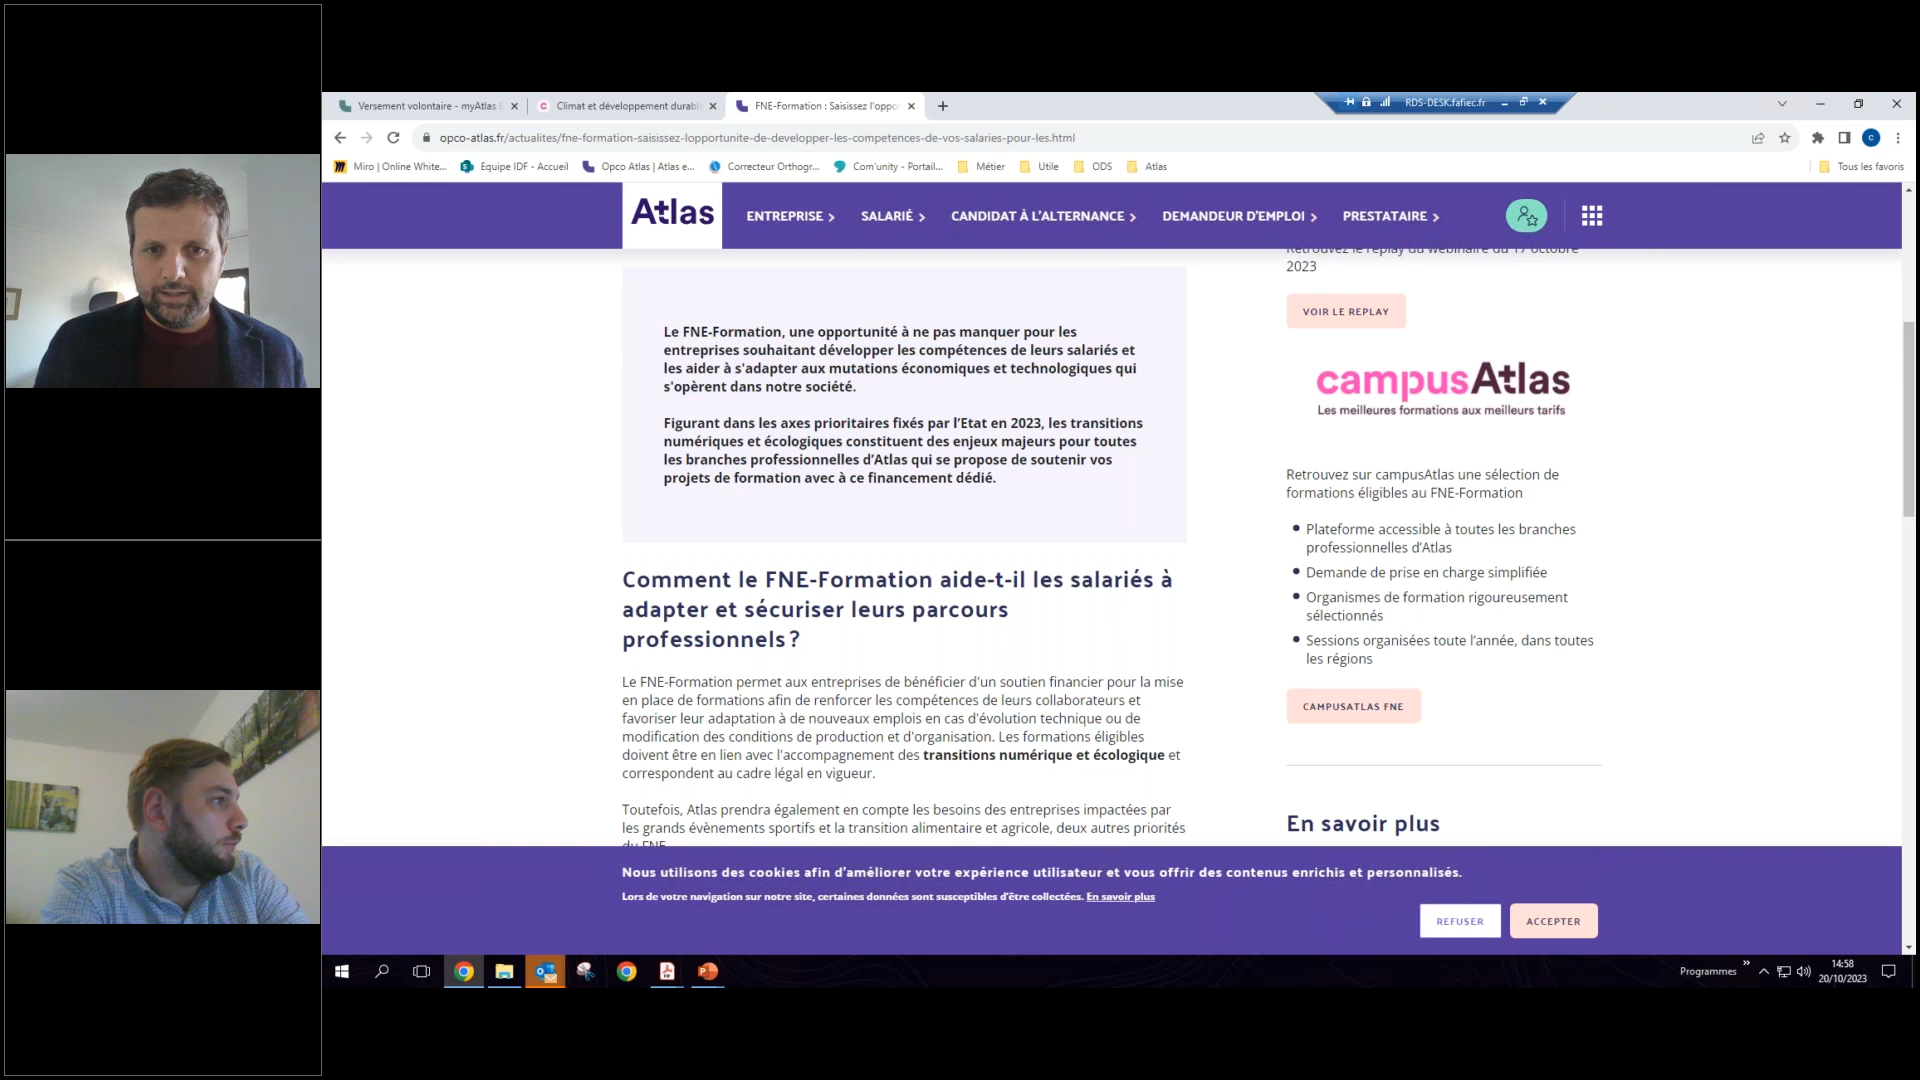 Versement volontaire - myAtlas
Climat et développement durabl
FNE-Formation : Saisissez l'oppo
RDS-DESK.fafiec.fr
opco-atlas.fr/actualites/fne-formation-saisissez-lopportunite-de-developper-les-competences-de-vos-salaries-pour-les.html
Miro | Online White...
Equipe IDF - Accueil
Opco Atlas | Atlas e...
Correcteur Orthogr...
Com'unity - Portail...
Métier
Utile
ODS
Atlas
Tous les favoris
Atlas
ENTREPRISE
SALARIÉ
CANDIDAT À L'ALTERNANCE
DEMANDEUR D'EMPLOI
PRESTATAIRE
Le FNE-Formation, une opportunité à ne pas manquer pour les
entreprises souhaitant développer les compétences de leurs salariés et
les aider à s'adapter aux mutations économiques et technologiques qui
s'opèrent dans notre société.
Figurant dans les axes prioritaires fixés par l'Etat en 2023, les transitions
numériques et écologiques constituent des enjeux majeurs pour toutes
les branches professionnelles d'Atlas qui se propose de soutenir vos
projets de formation avec à ce financement dédié.
Comment le FNE-Formation aide-t-il les salariés à
adapter et sécuriser leurs parcours
professionnels ?
Le FNE-Formation permet aux entreprises de bénéficier d'un soutien financier pour la mise
en place de formations afin de renforcer les compétences de leurs collaborateurs et
favoriser leur adaptation à de nouveaux emplois en cas d'évolution technique ou de
modification des conditions de production et d'organisation. Les formations éligibles
doivent être en lien avec l'accompagnement des transitions numérique et écologique et
correspondent au cadre légal en vigueur.
Toutefois, Atlas prendra également en compte les besoins des entreprises impactées par
les grands évènements sportifs et la transition alimentaire et agricole, deux autres priorités
du FNE
Retrouvez le replay du webinaire du 17 octobre
2023
VOIR LE REPLAY
campusAtlas
Les meilleures formations aux meilleurs tarifs
Retrouvez sur campusAtlas une sélection de
formations éligibles au FNE-Formation
Plateforme accessible à toutes les branches
professionnelles d'Atlas
Demande de prise en charge simplifiée
Organismes de formation rigoureusement
sélectionnés
Sessions organisées toute l'année, dans toutes
les régions
CAMPUSATLAS FNE
En savoir plus
Nous utilisons des cookies afin d'améliorer votre expérience utilisateur et vous offrir des contenus enrichis et personnalisés.
Lors de votre navigation sur notre site, certaines données sont susceptibles d'être collectées. En savoir plus
REFUSER
ACCEPTER
Programmes
14:58
20/10/2023